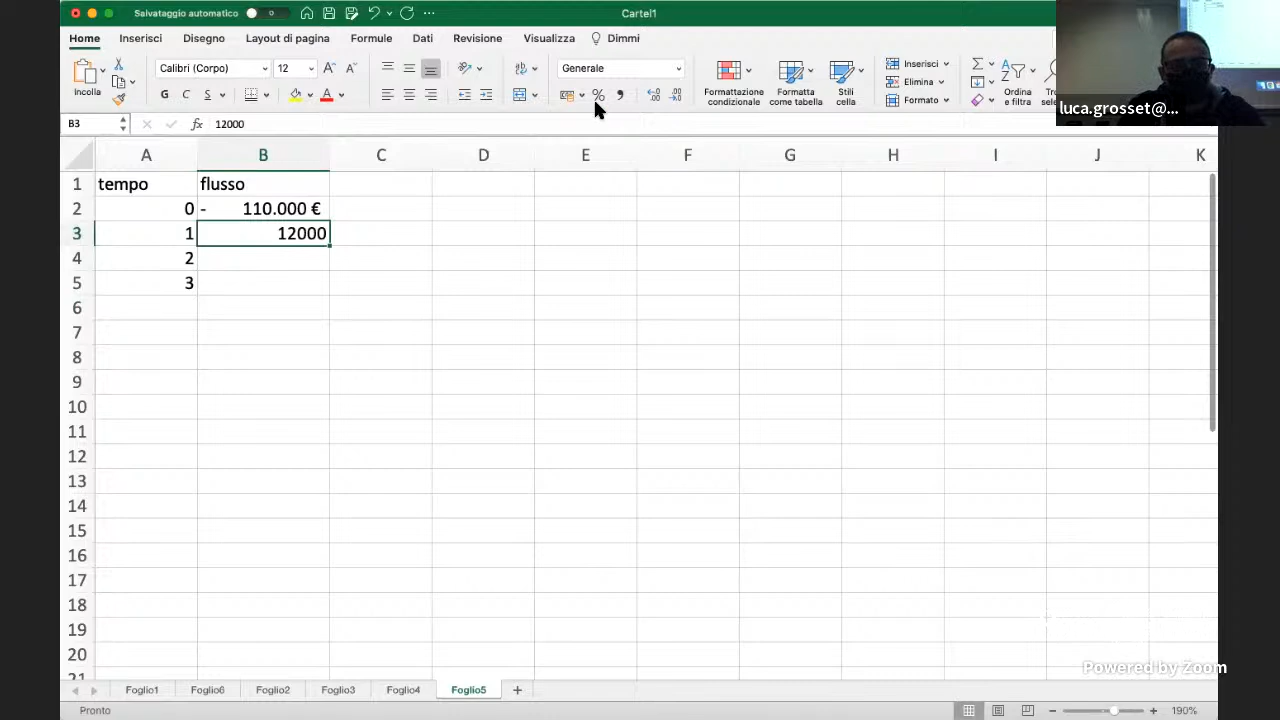 Salvataggio automatico
Cartel1
Home Inserisci Disegno Layout di pagina Formule Dati Revisione Visualizza Dimmi
Incolla
Calibri (Corpo) 12
G C S A
Generale
%
Formattazione condizionale
Formatta come tabella
Stili cella
Inserisci
Elimina
Formato
Ordina e filtra
luca.grosset@...
B3 fx 12000
A B C D E F G H I J K
1 tempo flusso
2 0 - 110.000 €
3 1 12000
4 2
5 3
6
7
8
9
10
11
12
13
14
15
16
17
18
19
20
21
Powered by Zoom
Foglio1 Foglio6 Foglio2 Foglio3 Foglio4 Foglio5 +
Pronto
190%